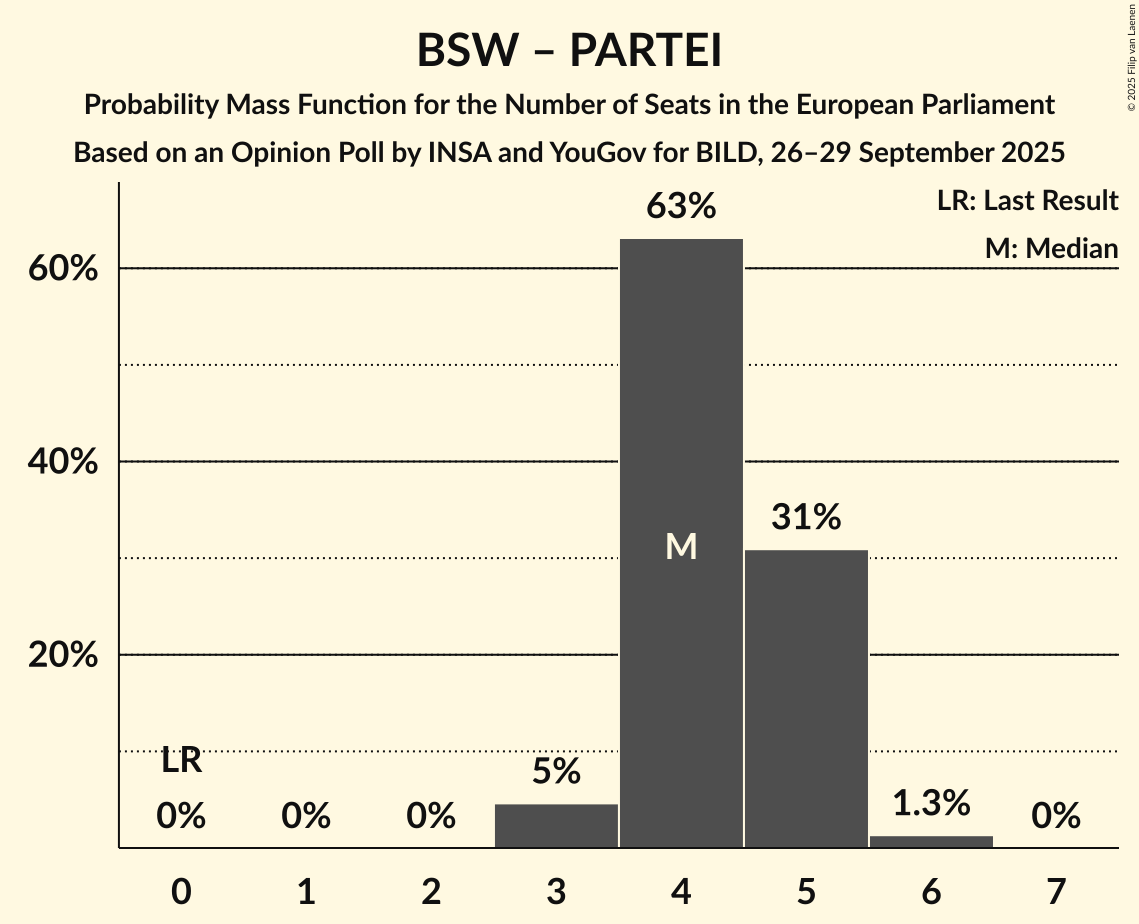 BSW – PARTEI
Probability Mass Function for the Number of Seats in the European Parliament
Based on an Opinion Poll by INSA and YouGov for BILD, 26–29 September 2025
© 2025 Filip van Laenen
LR: Last Result
M: Median
63%
60%
40%
31%
M
20%
LR
5%
1.3%
0%
0%
0%
0%
0 1 2 3 4 5 6 7